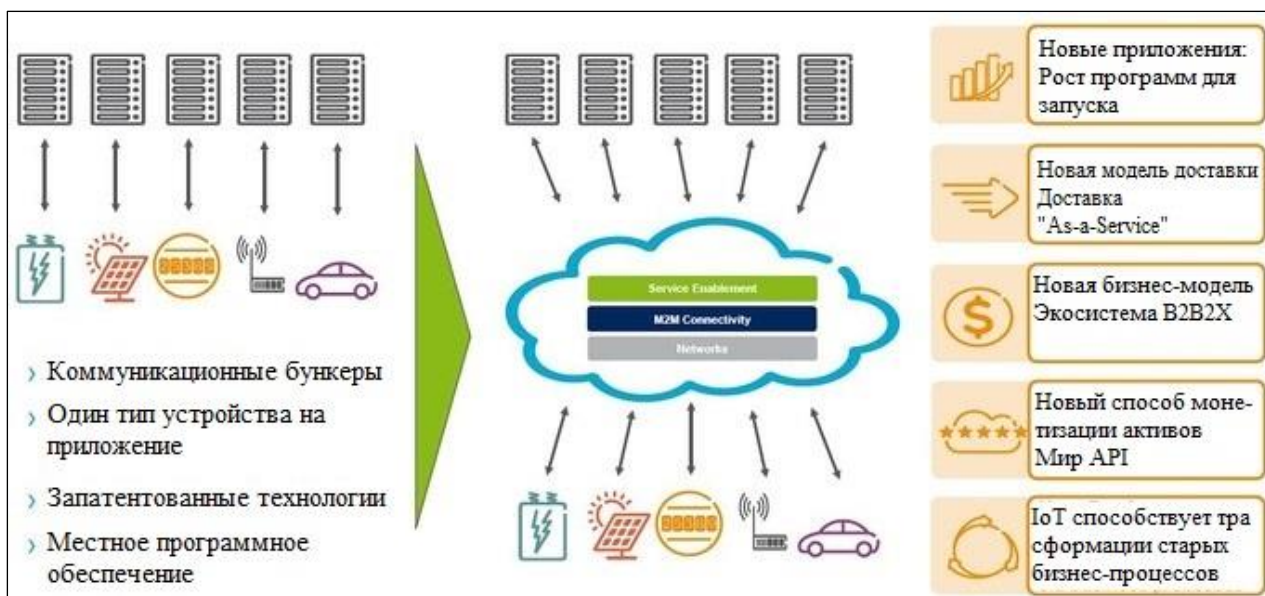 › Коммуникационные бункеры
› Один тип устройства на
приложение
› Запатентованные технологии
› Местное программное
обеспечение
Service Enablement
M2M Connectivity
Networks
Новые приложения:
Рост программ для
запуска
Новая модель доставки
Доставка
"As-a-Service"
Новая бизнес-модель
Экосистема B2B2X
Новый способ моне-
тизации активов
Мир API
IoT способствует тра
сформации старых
бизнес-процессов